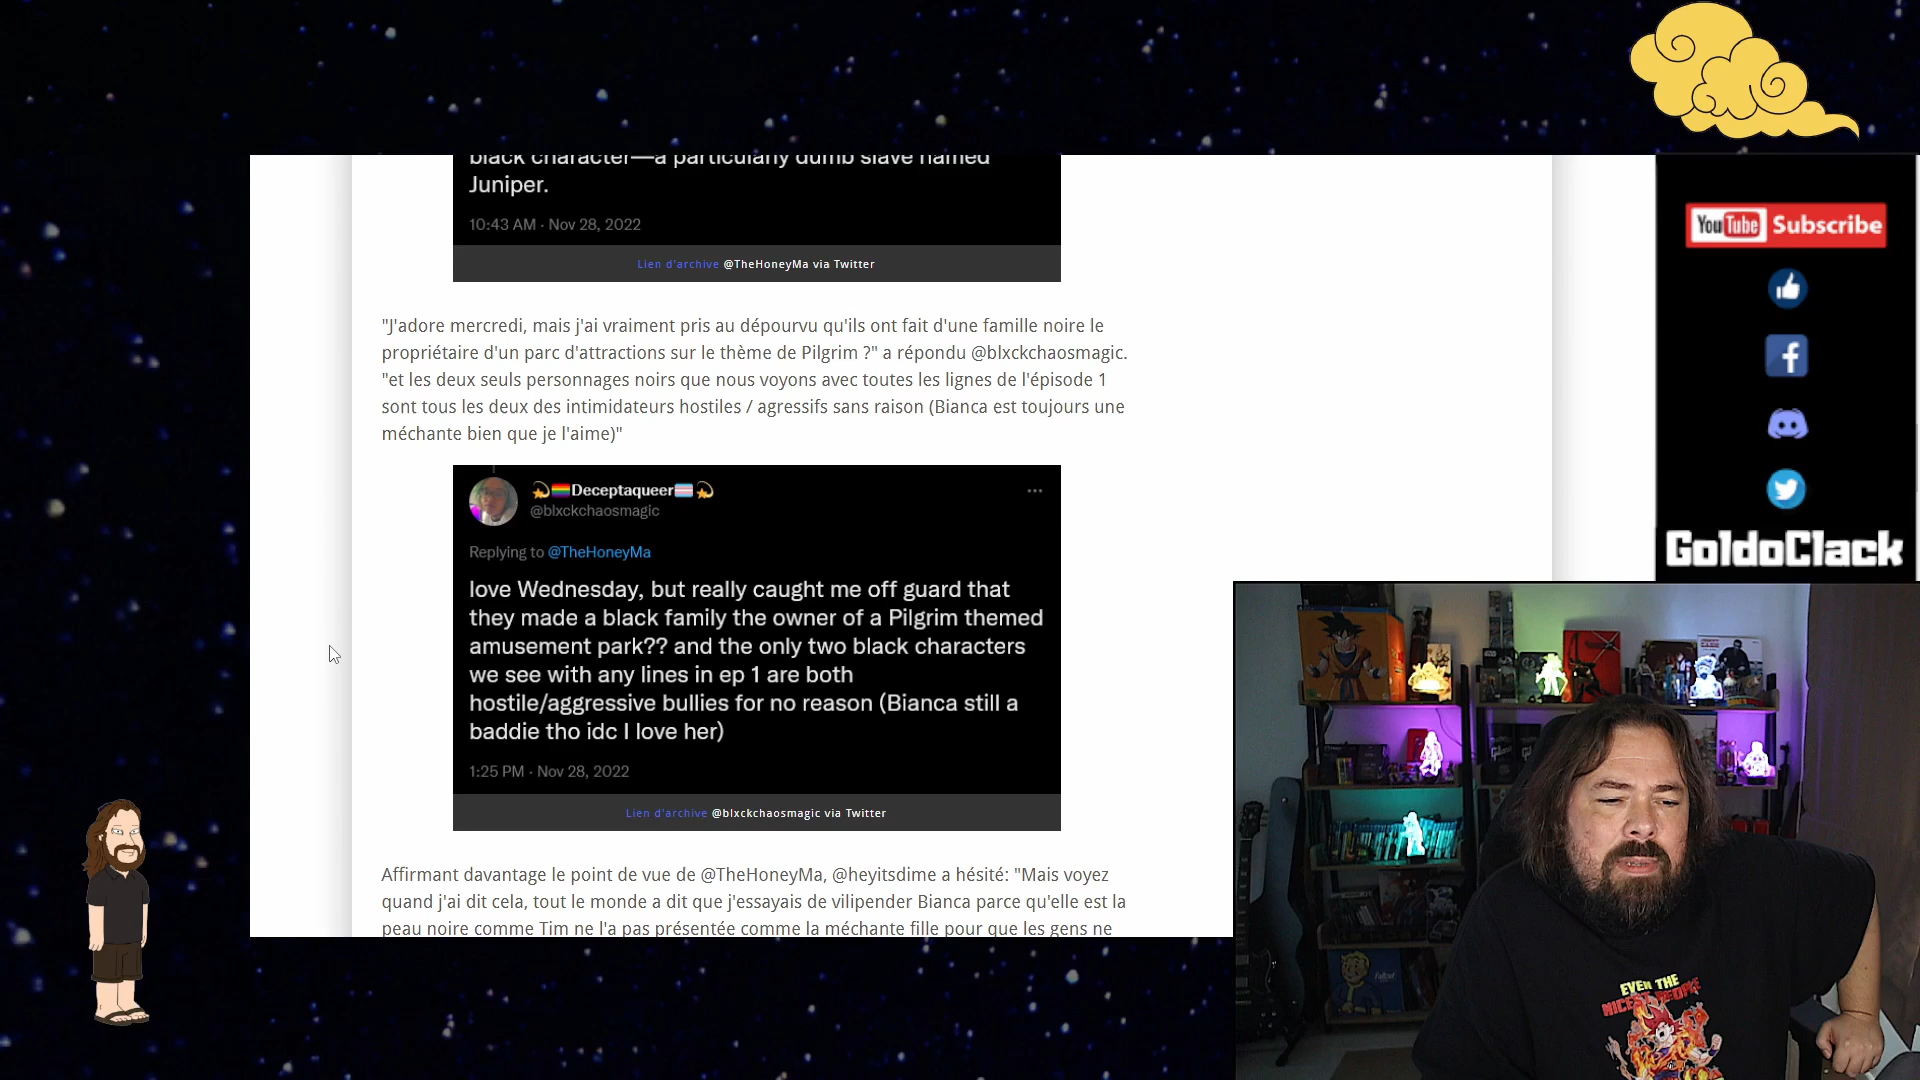 black character—a particularly dumb slave named
Juniper.
10:43 AM · Nov 28, 2022
Lien d'archive @TheHoneyMa via Twitter
"J'adore mercredi, mais j'ai vraiment pris au dépourvu qu'ils ont fait d'une famille noire le
propriétaire d'un parc d'attractions sur le thème de Pilgrim ?" a répondu @blxckchaosmagic.
"et les deux seuls personnages noirs que nous voyons avec toutes les lignes de l'épisode 1
sont tous les deux des intimidateurs hostiles / agressifs sans raison (Bianca est toujours une
méchante bien que je l'aime)"
Deceptaqueer
@blxckchaosmagic
Replying to @TheHoneyMa
love Wednesday, but really caught me off guard that
they made a black family the owner of a Pilgrim themed
amusement park?? and the only two black characters
we see with any lines in ep 1 are both
hostile/aggressive bullies for no reason (Bianca still a
baddie tho idc I love her)
1:25 PM · Nov 28, 2022
Lien d'archive @blxckchaosmagic via Twitter
Affirmant davantage le point de vue de @TheHoneyMa, @heyitsdime a hésité: "Mais voyez
quand j'ai dit cela, tout le monde a dit que j'essayais de vilipender Bianca parce qu'elle est la
peau noire comme Tim ne l'a pas présentée comme la méchante fille pour que les gens ne
YouTube Subscribe
GoldoClack
EVEN THE
NICEST PEOPLE